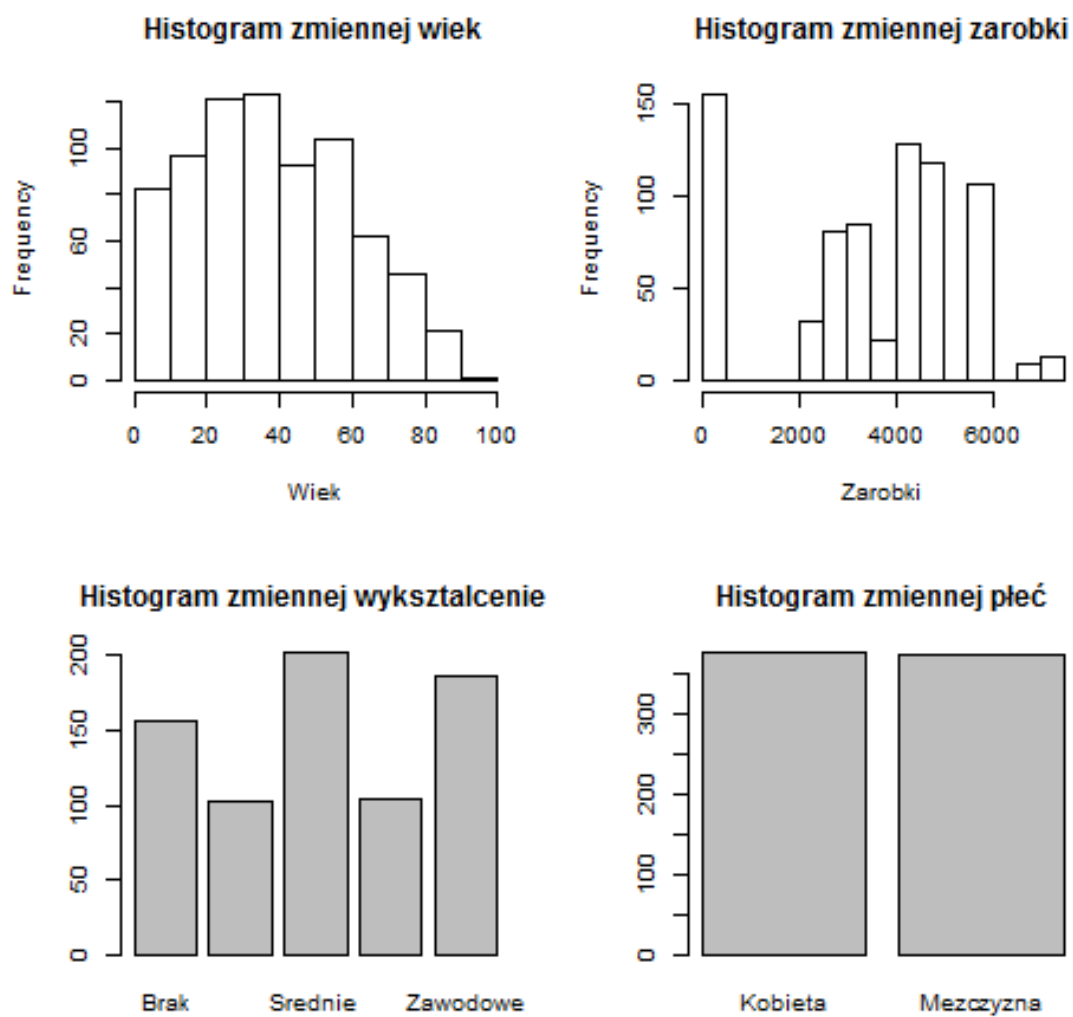 Histogram zmiennej wiek
Frequency
100
60
20
0
0 20 40 60 80 100
Wiek
Histogram zmiennej zarobki
Frequency
150
100
50
0
0 2000 4000 6000
Zarobki
Histogram zmiennej wyksztalcenie
200
150
100
50
0
Brak Srednie Zawodowe
Histogram zmiennej płeć
300
200
100
0
Kobieta Mezczyzna